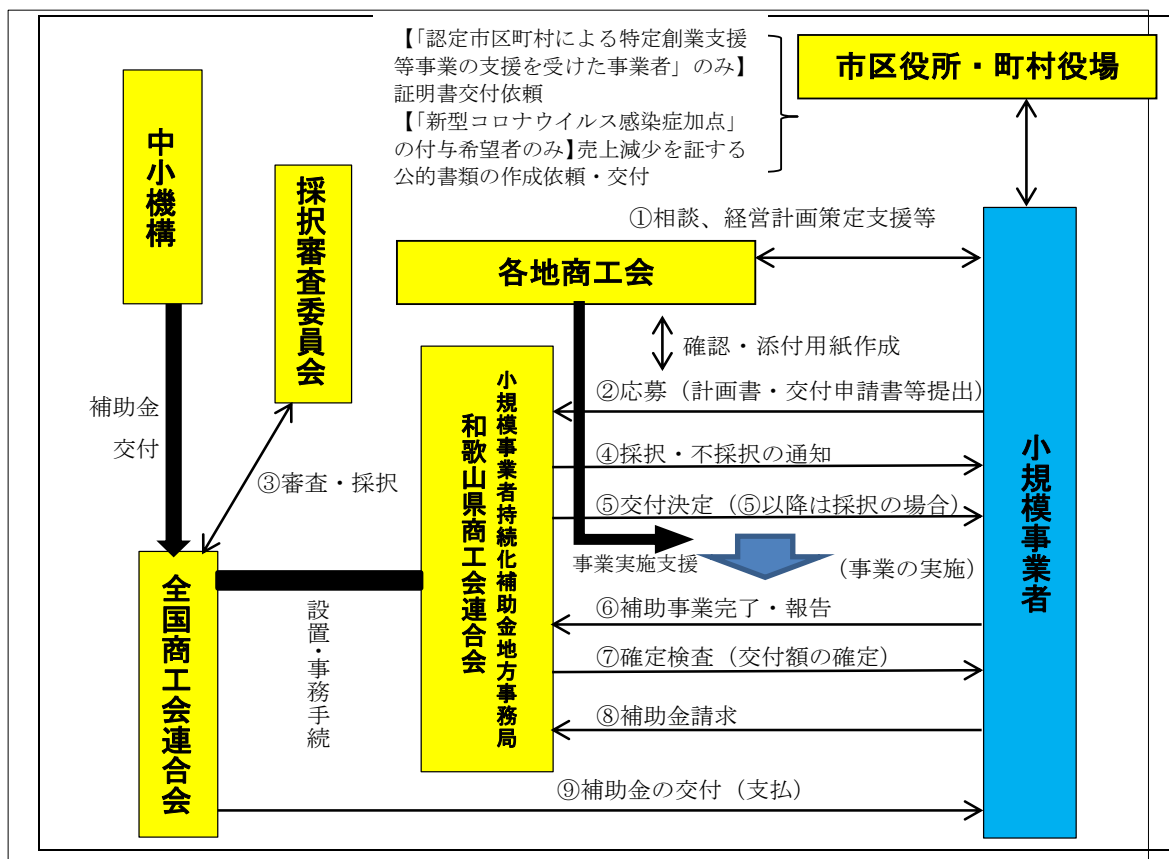 【「認定市区町村による特定創業支援
等事業の支援を受けた事業者」のみ】
証明書交付依頼
【「新型コロナウイルス感染症加点」
の付与希望者のみ】売上減少を証する
公的書類の作成依頼・交付
市区役所・町村役場
中小機構
採択審査委員会
①相談、経営計画策定支援等
各地商工会
確認・添付用紙作成
補助金
交付
③審査・採択
小規模事業者持続化補助金地方事務局
和歌山県商工会連合会
②応募（計画書・交付申請書等提出）
④採択・不採択の通知
⑤交付決定（⑤以降は採択の場合）
事業実施支援
（事業の実施）
小規模事業者
全国商工会連合会
設置・事務手続
⑥補助事業完了・報告
⑦確定検査（交付額の確定）
⑧補助金請求
⑨補助金の交付（支払）